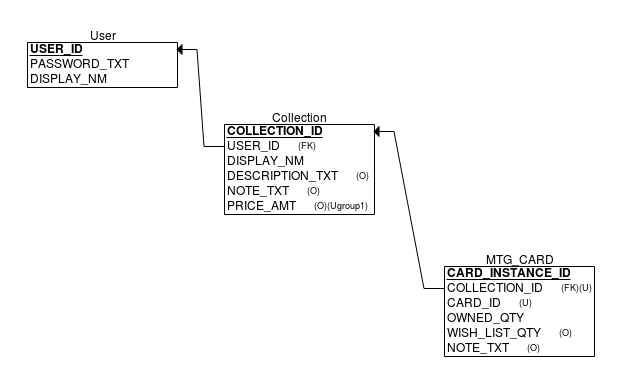 User
USER_ID
PASSWORD_TXT
DISPLAY_NM
Collection
COLLECTION_ID
USER_ID (FK)
DISPLAY_NM
DESCRIPTION_TXT (O)
NOTE_TXT (O)
PRICE_AMT (O)(Ugroup1)
MTG_CARD
CARD_INSTANCE_ID
COLLECTION_ID (FK)(U)
CARD_ID (U)
OWNED_QTY
WISH_LIST_QTY (O)
NOTE_TXT (O)